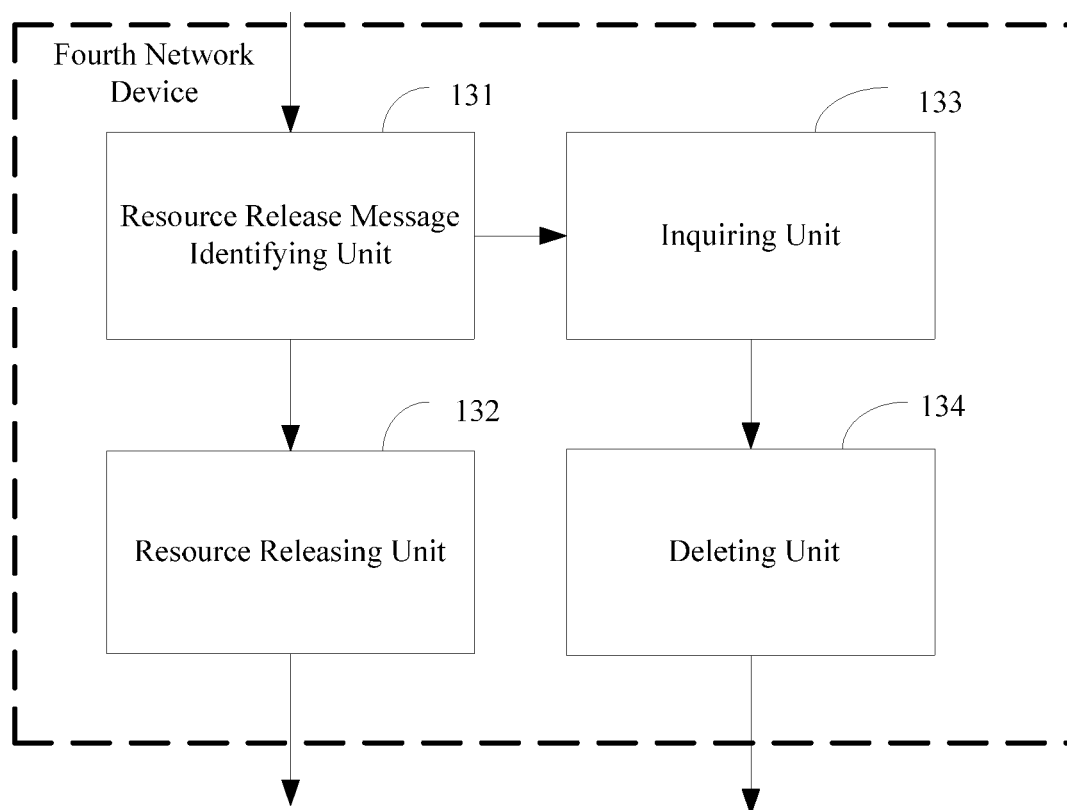 Fourth Network
Device
131
133
Resource Release Message
Identifying Unit
Inquiring Unit
132
134
Resource Releasing Unit
Deleting Unit